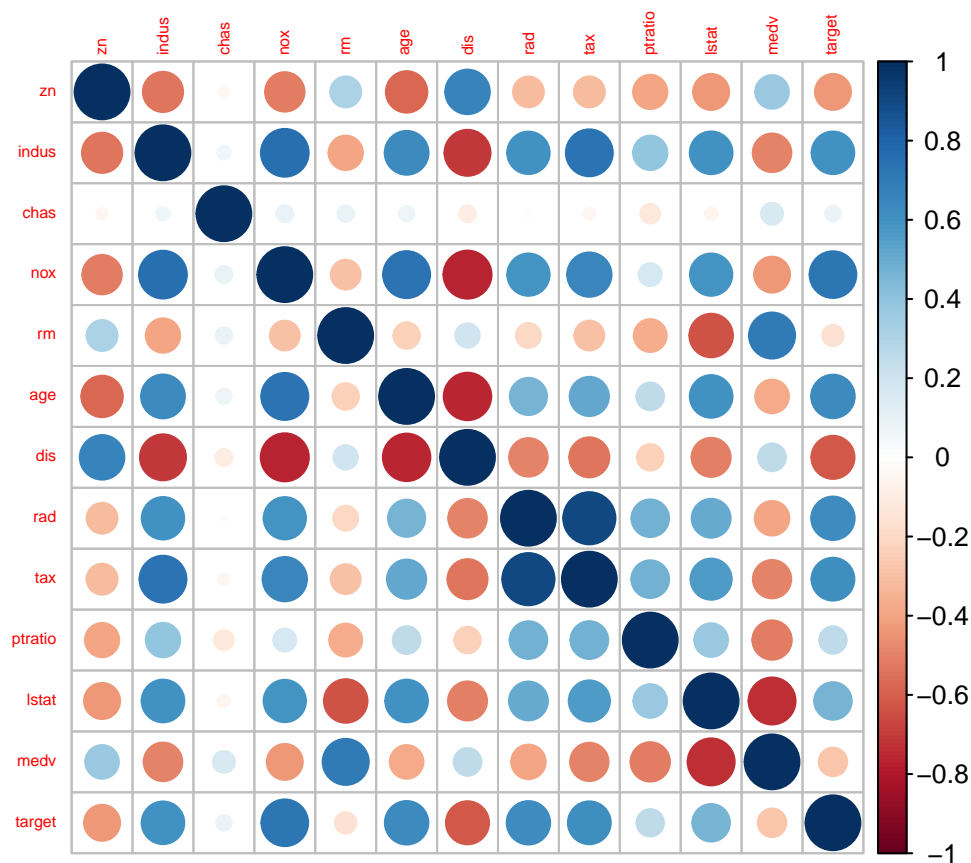 zn indus chas nox rm age dis rad tax ptratio lstat medv target
zn
indus
chas
nox
rm
age
dis
rad
tax
ptratio
lstat
medv
target
1
0.8
0.6
0.4
0.2
0
−0.2
−0.4
−0.6
−0.8
−1